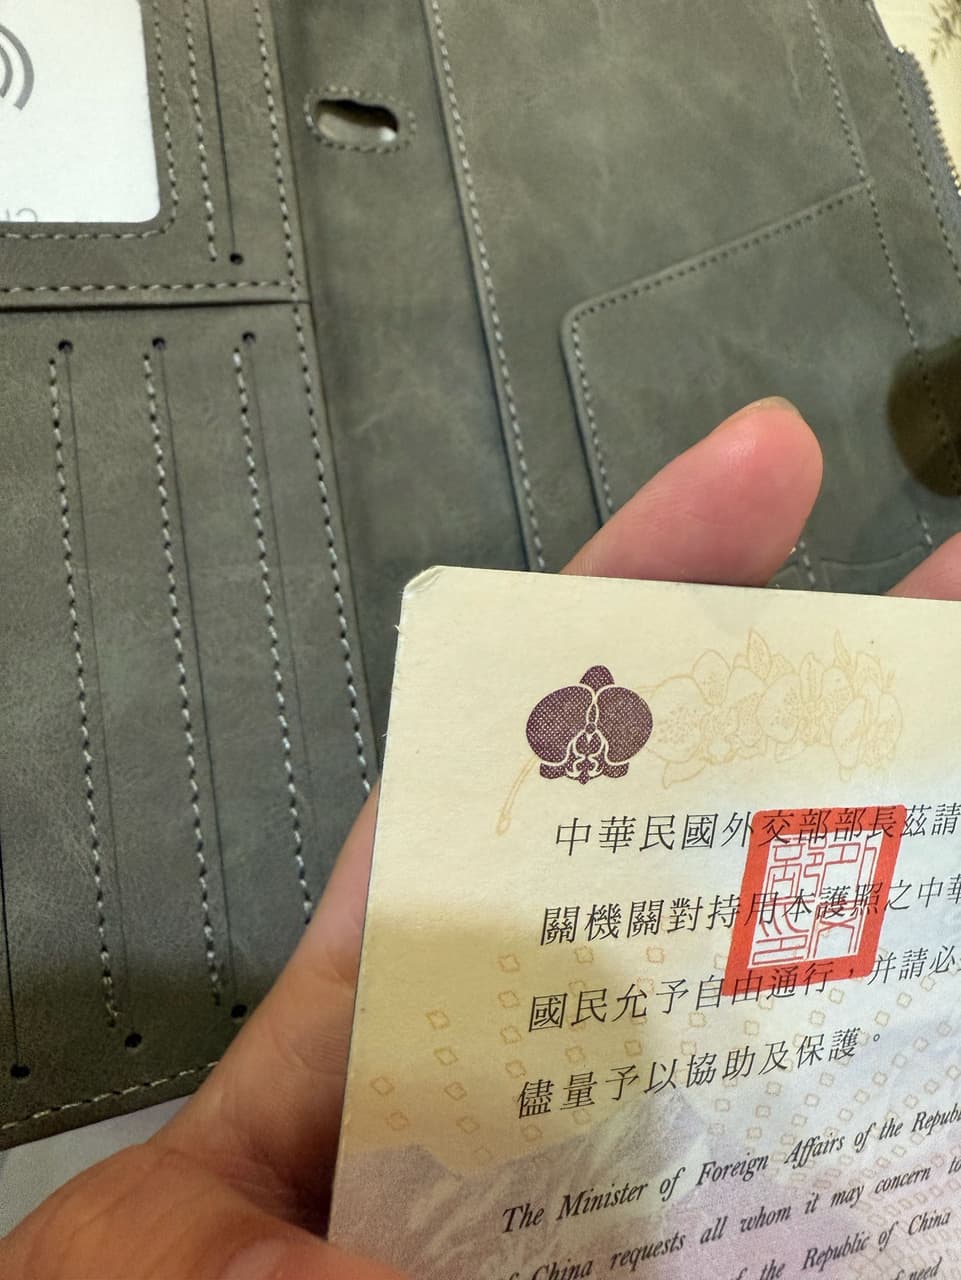 中華民國外交部部長茲請
關機關對持用本護照之中華
國民允予自由通行，并請必
儘量予以協助及保護。
The Minister of Foreign Affairs of the Republ
China requests all whom it may concern to
the Republic of China
need